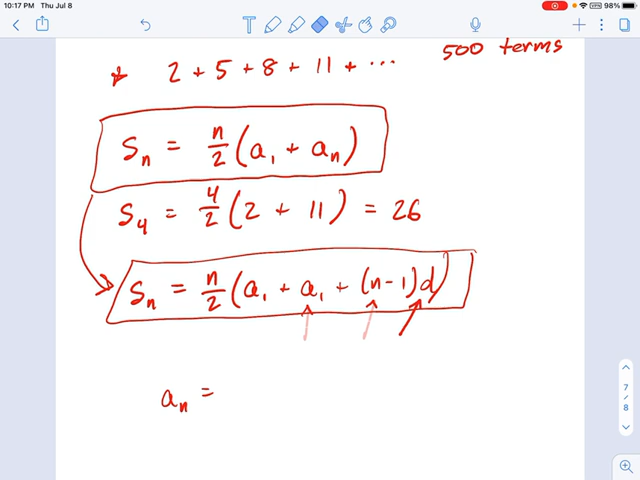 10:17 PM Thu Jul 8 98%
500 terms
* 2 + 5 + 8 + 11 + ...
Sn = n/2 (a₁ + aₙ)
S₄ = 4/2 (2 + 11) = 26
Sn = n/2 (a₁ + a₁ + (n - 1)d)
aₙ =
7 / 8